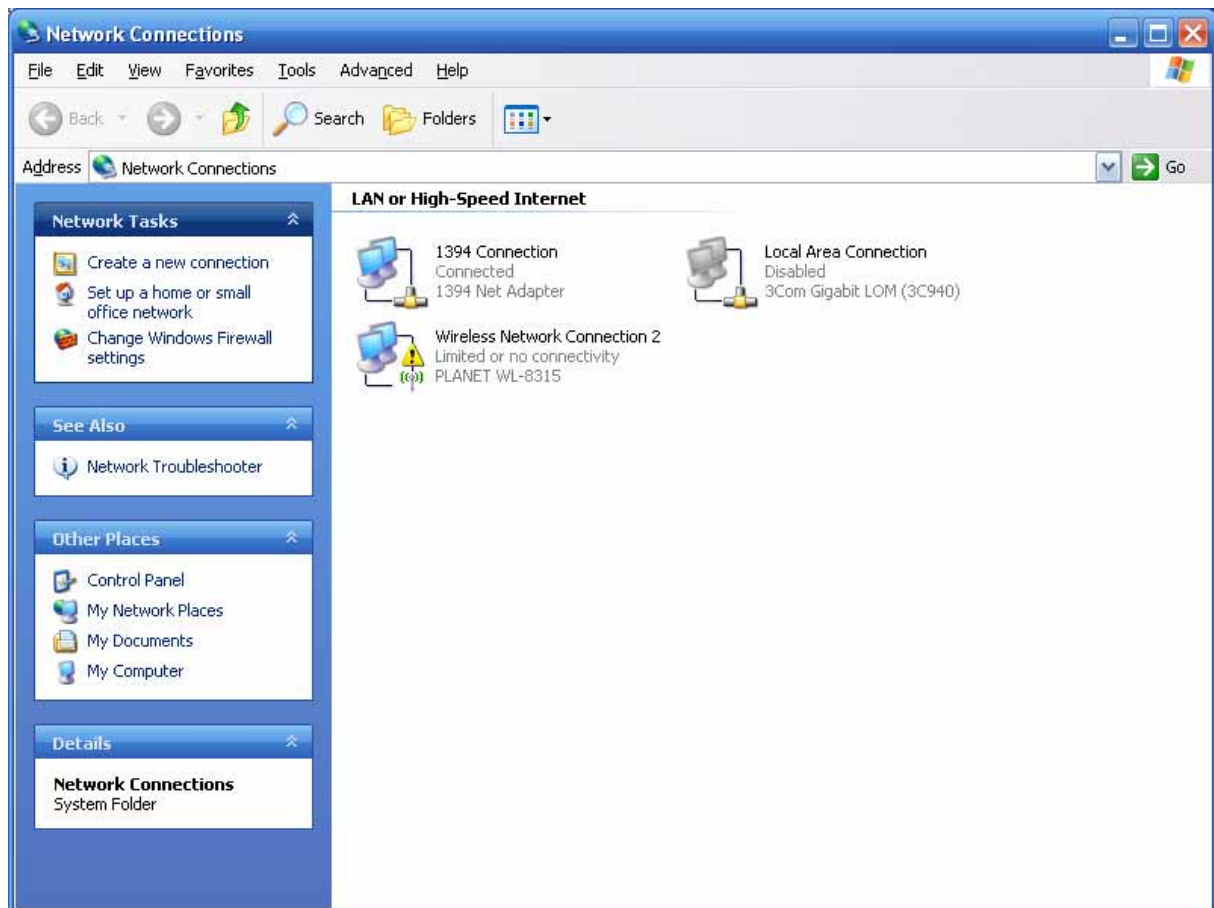 Network Connections
File Edit View Favorites Tools Advanced Help
Back Search Folders
Address Network Connections Go
Network Tasks
Create a new connection
Set up a home or small
office network
Change Windows Firewall
settings
See Also
Network Troubleshooter
Other Places
Control Panel
My Network Places
My Documents
My Computer
Details
Network Connections
System Folder
LAN or High-Speed Internet
1394 Connection
Connected
1394 Net Adapter
Local Area Connection
Disabled
3Com Gigabit LOM (3C940)
Wireless Network Connection 2
Limited or no connectivity
PLANET WL-8315